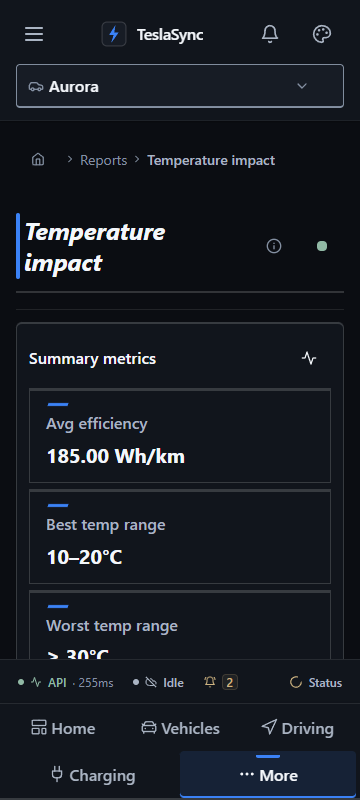 TeslaSync
Aurora
Reports
Temperature impact
Temperature
impact
Summary metrics
Avg efficiency
185.00 Wh/km
Best temp range
10–20°C
Worst temp range
> 30°C
API · 255ms
Idle
2
Status
Home
Vehicles
Driving
Charging
More